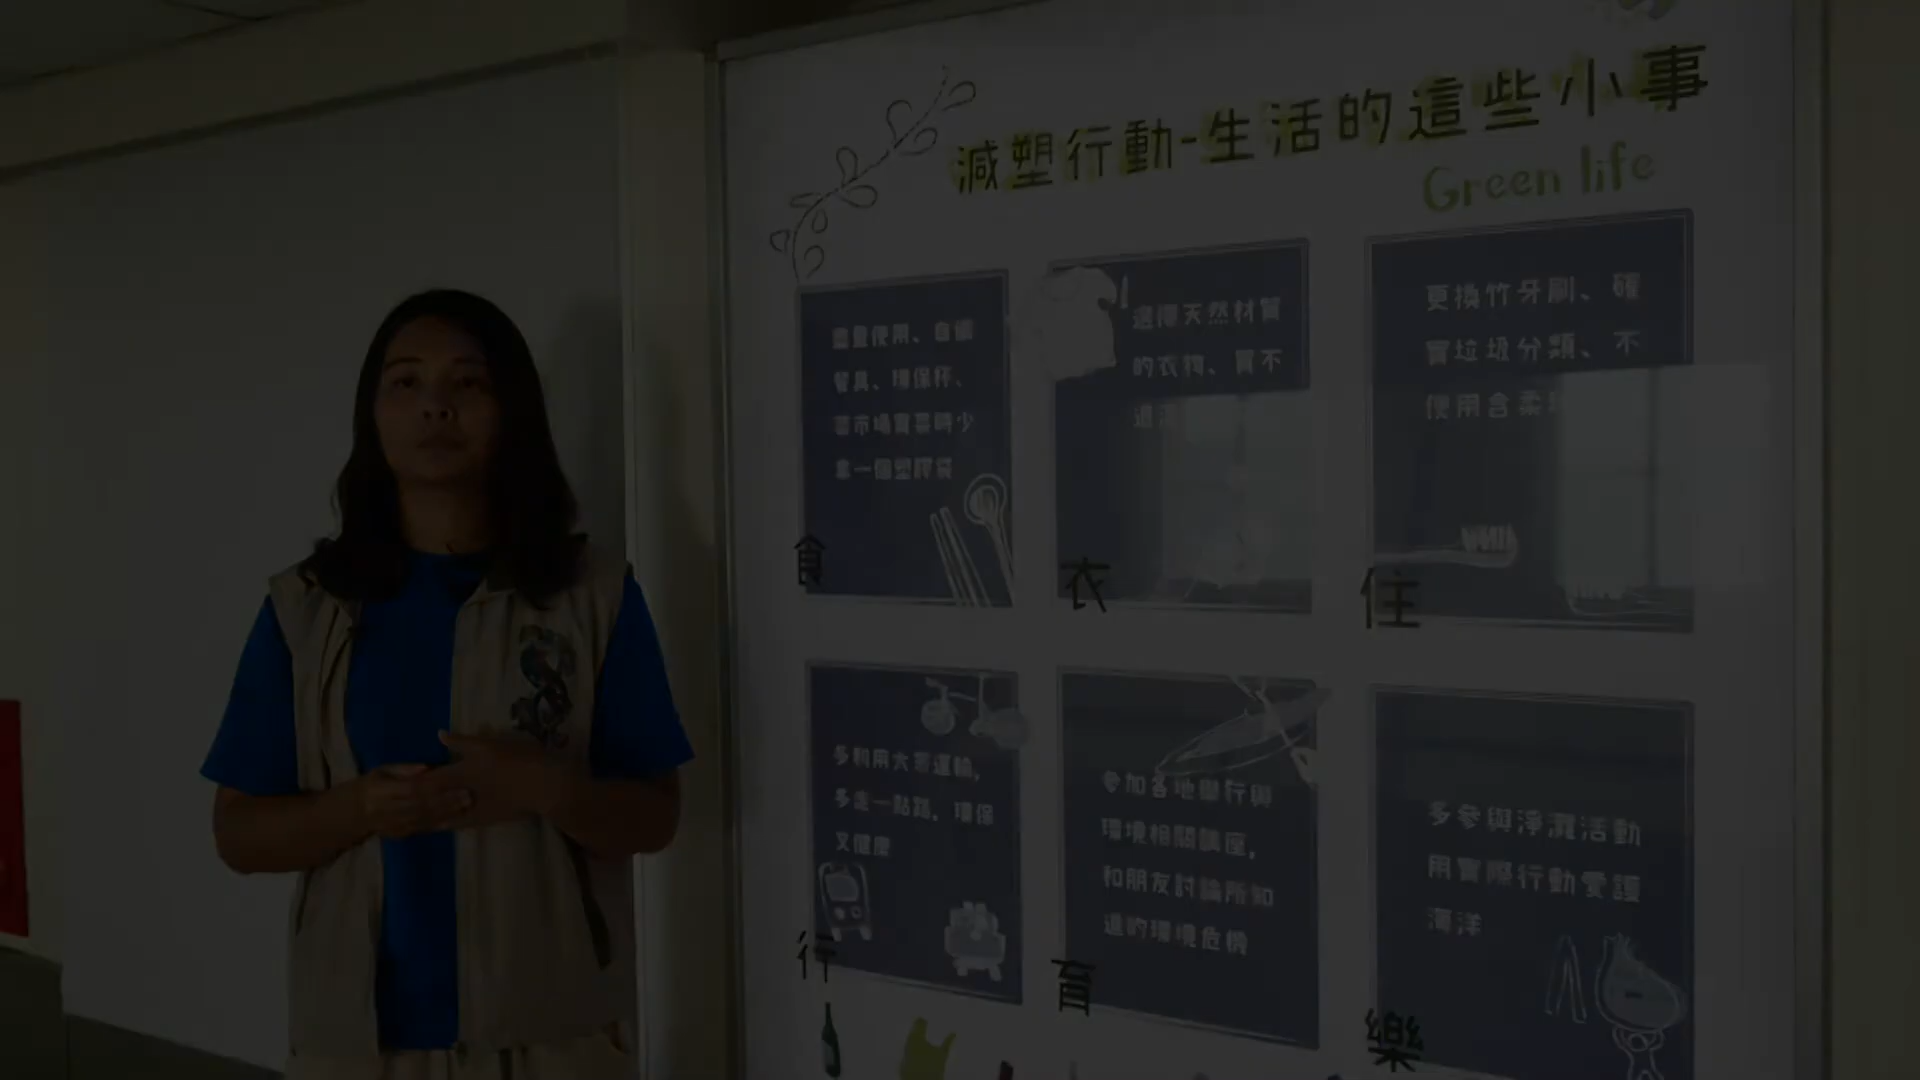 減塑行動-生活的這些小事
Green life
盡量使用、自備
餐具、環保杯、
菜市場買菜時少
拿一個塑膠袋
食
選擇天然材質
的衣物、買不
過
衣
更換竹牙刷、確
實垃圾分類、不
使用含柔
住
多利用大眾運輸，
多走一點路，環保
又健康
行
參加各地舉行與
環境相關講座，
和朋友討論所知
道的環境危機
育
多參與淨灘活動
用實際行動愛護
海洋
樂